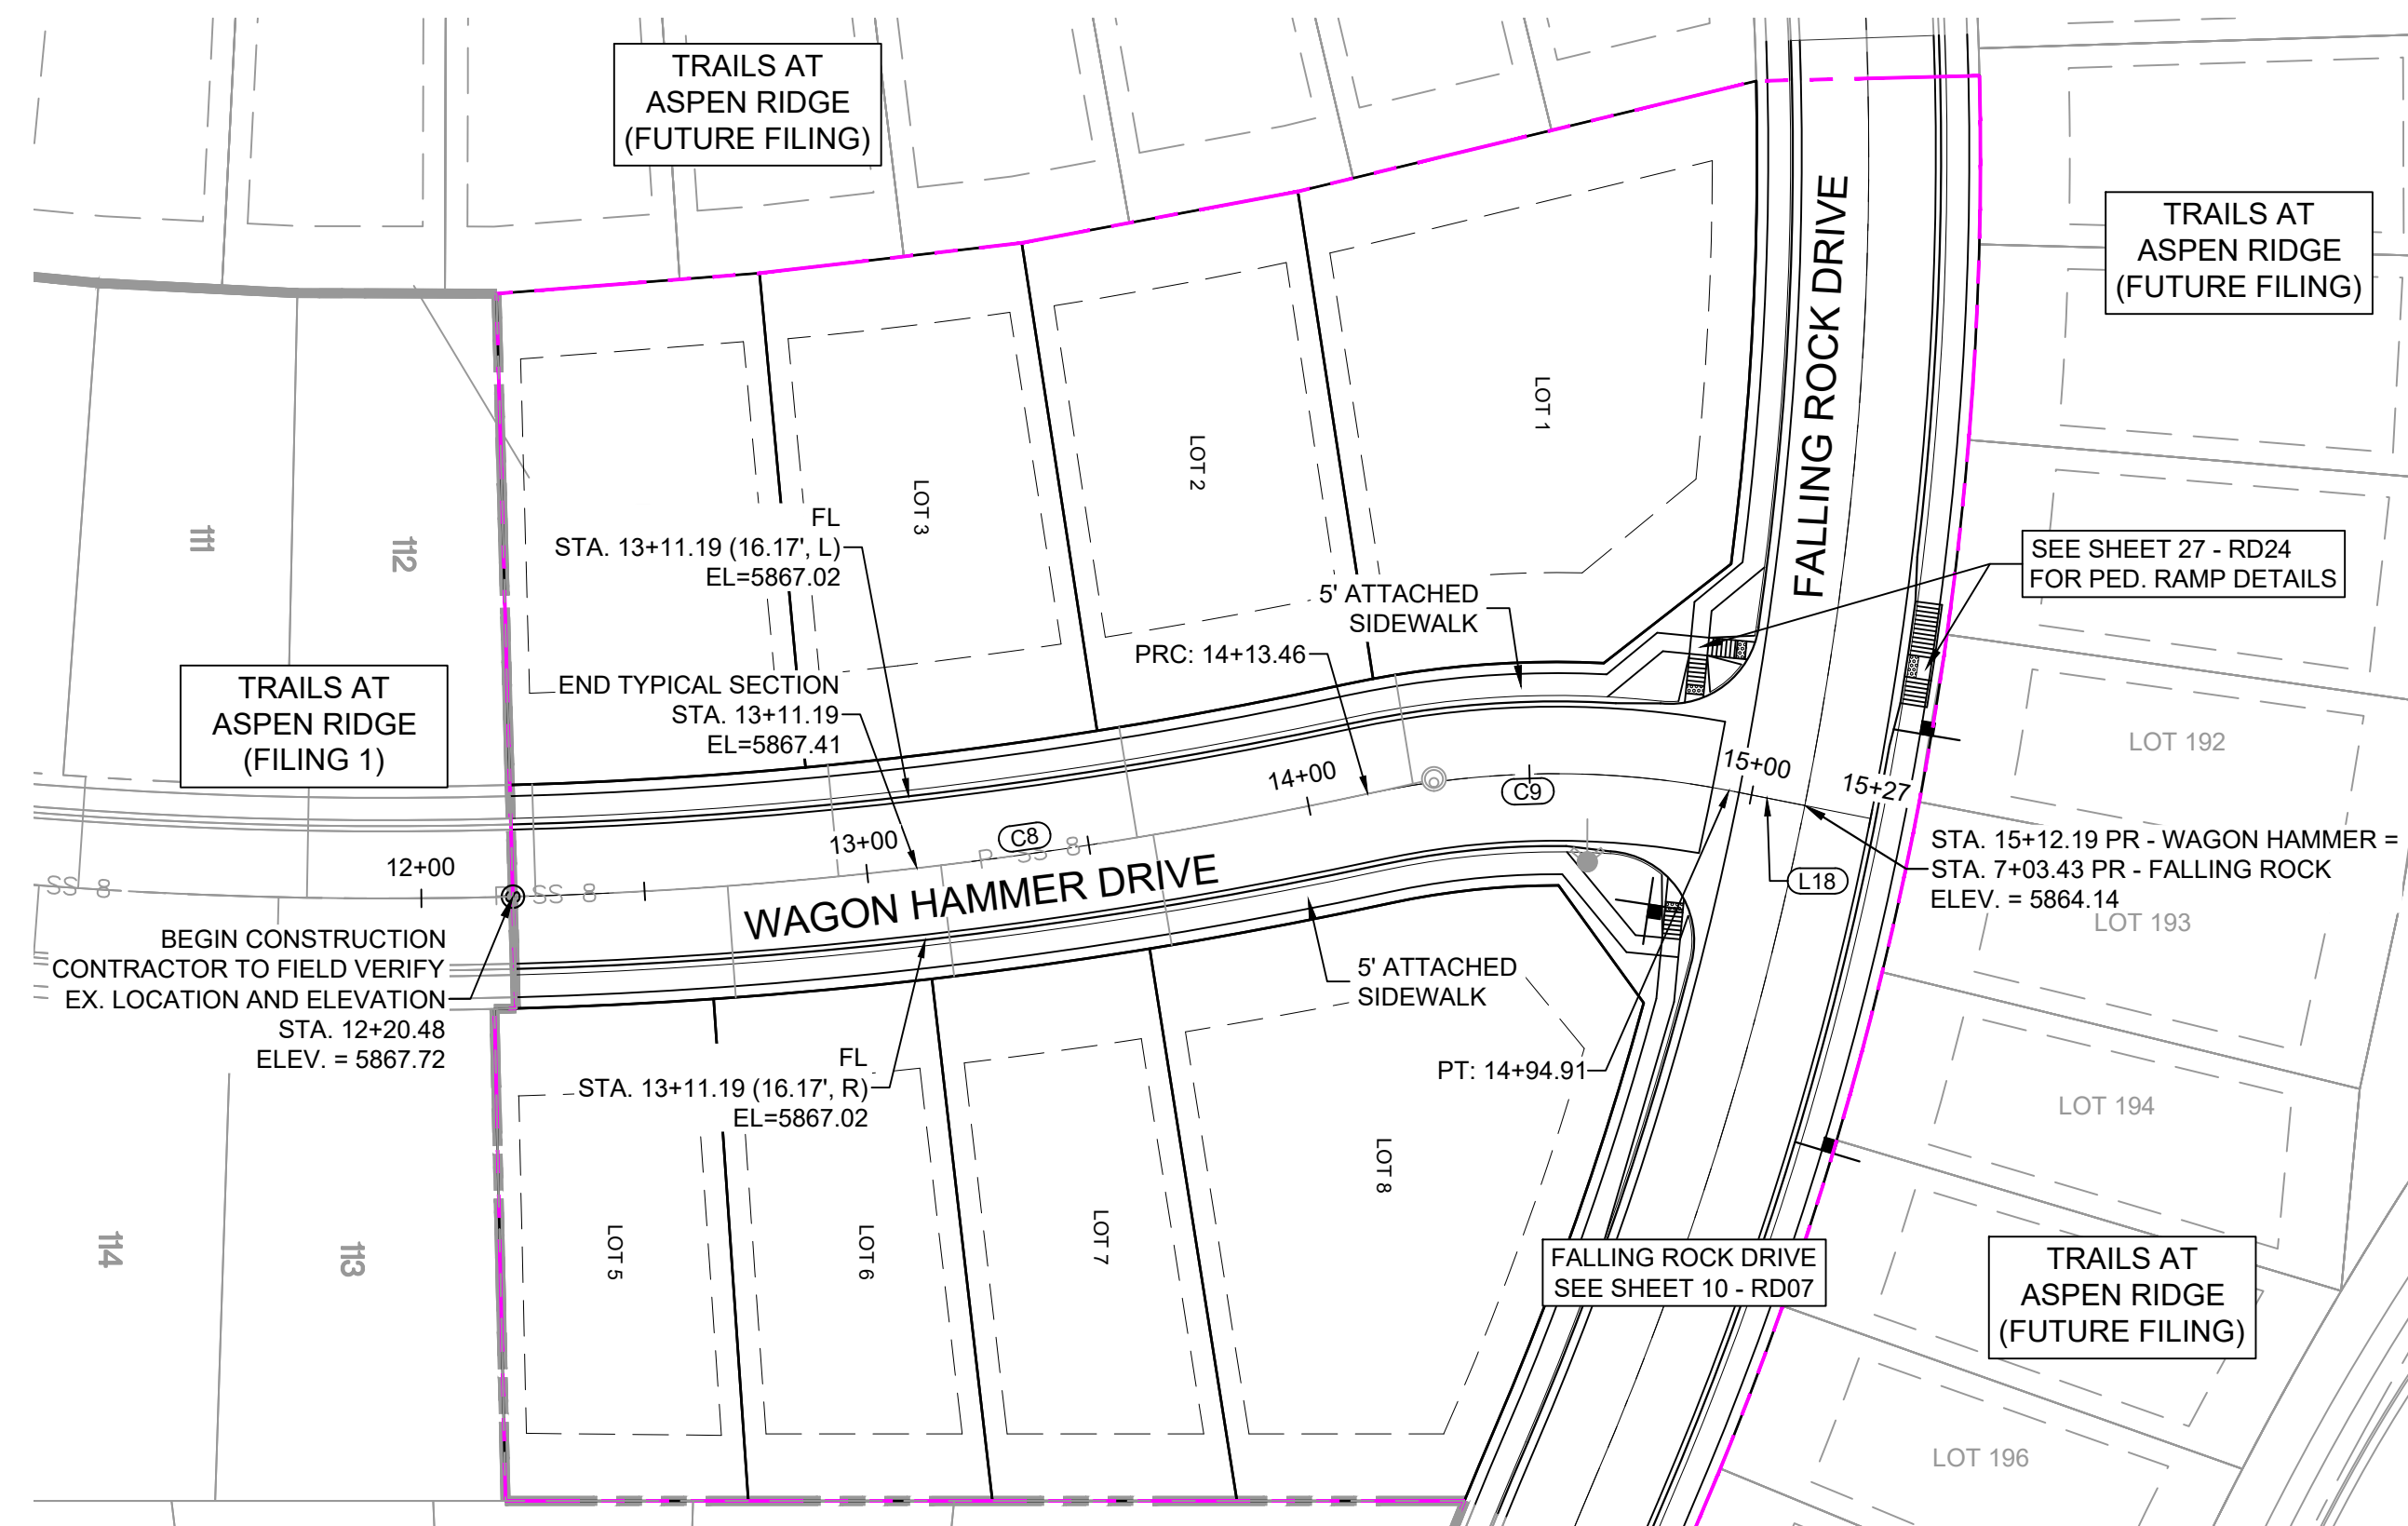 TRAILS AT
ASPEN RIDGE
(FUTURE FILING)
TRAILS AT
ASPEN RIDGE
(FUTURE FILING)
FALLING ROCK DRIVE
LOT 1
LOT 2
LOT 3
111
112
FL
STA. 13+11.19 (16.17', L)
EL=5867.02
SEE SHEET 27 - RD24
FOR PED. RAMP DETAILS
5' ATTACHED
SIDEWALK
PRC: 14+13.46
END TYPICAL SECTION
STA. 13+11.19
EL=5867.41
TRAILS AT
ASPEN RIDGE
(FILING 1)
LOT 192
12+00
13+00
14+00
15+00
15+27
C8
C9
L18
SS 8
SS 8
P SS 8
WAGON HAMMER DRIVE
STA. 15+12.19 PR - WAGON HAMMER =
STA. 7+03.43 PR - FALLING ROCK
ELEV. = 5864.14
LOT 193
BEGIN CONSTRUCTION
CONTRACTOR TO FIELD VERIFY
EX. LOCATION AND ELEVATION
STA. 12+20.48
ELEV. = 5867.72
5' ATTACHED
SIDEWALK
FL
STA. 13+11.19 (16.17', R)
EL=5867.02
PT: 14+94.91
LOT 194
LOT 8
LOT 7
LOT 6
LOT 5
113
114
FALLING ROCK DRIVE
SEE SHEET 10 - RD07
TRAILS AT
ASPEN RIDGE
(FUTURE FILING)
LOT 196